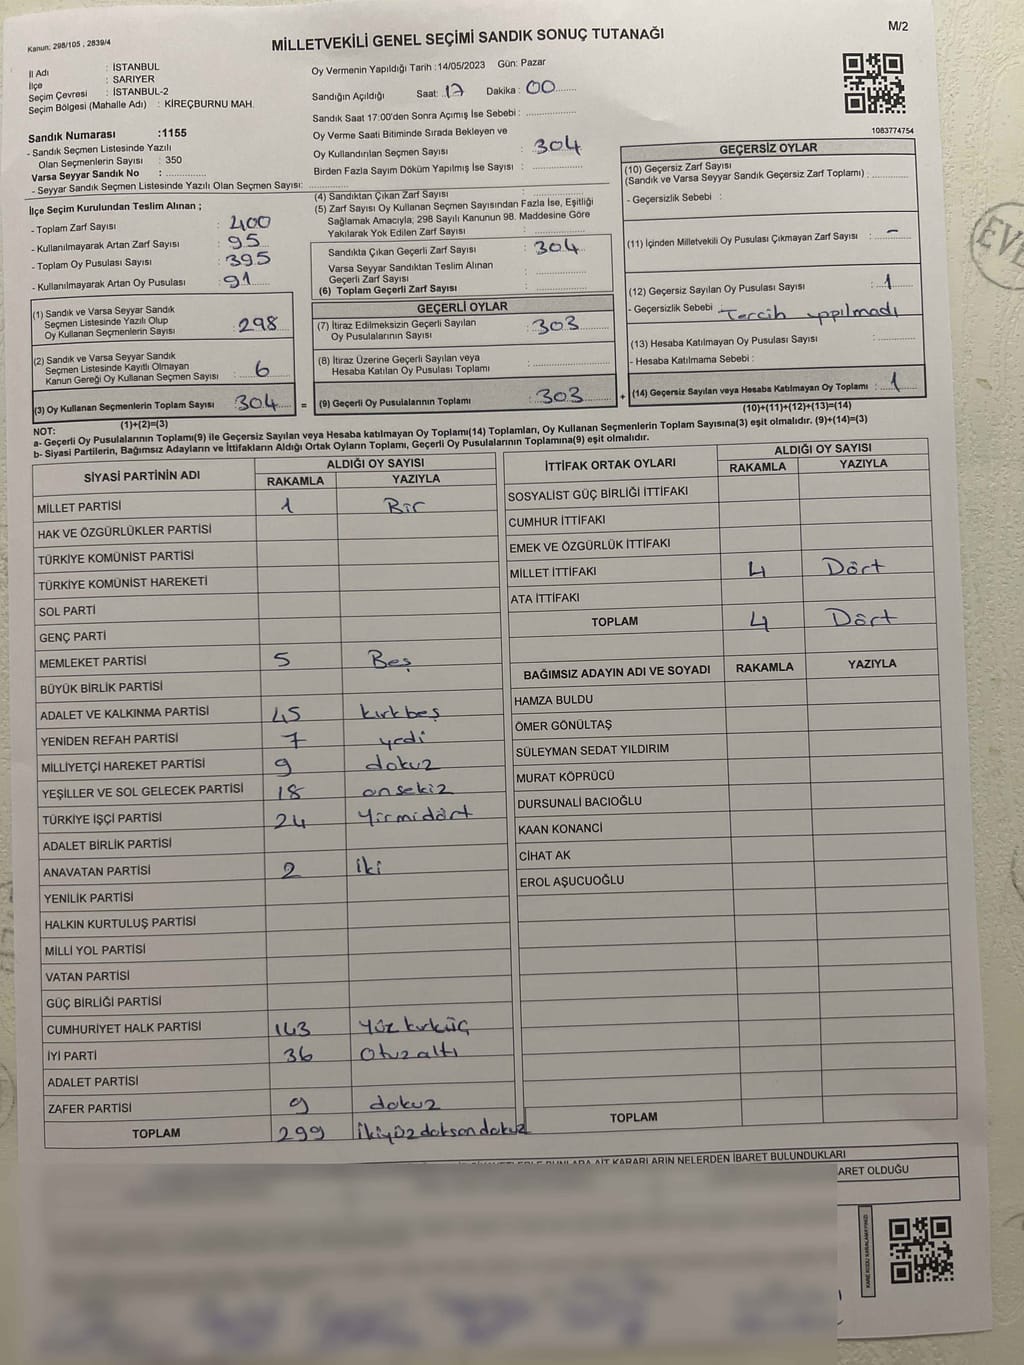 Kanun: 298/105 , 2839/4
M/2
MİLLETVEKİLİ GENEL SEÇİMİ SANDIK SONUÇ TUTANAĞI
İl Adı : İSTANBUL
İlçe : SARIYER
Seçim Çevresi : İSTANBUL-2
Seçim Bölgesi (Mahalle Adı) : KİREÇBURNU MAH.
Sandık Numarası :1155
- Sandık Seçmen Listesinde Yazılı
Olan Seçmenlerin Sayısı : 350
Varsa Seyyar Sandık No :
- Seyyar Sandık Seçmen Listesinde Yazılı Olan Seçmen Sayısı:
Oy Vermenin Yapıldığı Tarih :14/05/2023 Gün: Pazar
Sandığın Açıldığı Saat: 17 Dakika : 00
Sandık Saat 17:00'den Sonra Açımış İse Sebebi :
Oy Verme Saati Bitiminde Sırada Bekleyen ve
Oy Kullandırılan Seçmen Sayısı : 304
Birden Fazla Sayım Döküm Yapılmış İse Sayısı :
1083774754
İlçe Seçim Kurulundan Teslim Alınan ;
- Toplam Zarf Sayısı : 400
- Kullanılmayarak Artan Zarf Sayısı : 95
- Toplam Oy Pusulası Sayısı : 395
- Kullanılmayarak Artan Oy Pusulası : 91
(1) Sandık ve Varsa Seyyar Sandık
Seçmen Listesinde Yazılı Olup
Oy Kullanan Seçmenlerin Sayısı : 298
(2) Sandık ve Varsa Seyyar Sandık
Seçmen Listesinde Kayıtlı Olmayan
Kanun Gereği Oy Kullanan Seçmen Sayısı : 6
(3) Oy Kullanan Seçmenlerin Toplam Sayısı : 304
(1)+(2)=(3)
(4) Sandıktan Çıkan Zarf Sayısı :
(5) Zarf Sayısı Oy Kullanan Seçmen Sayısından Fazla İse, Eşitliği
Sağlamak Amacıyla, 298 Sayılı Kanunun 98. Maddesine Göre
Yakılarak Yok Edilen Zarf Sayısı :
Sandıkta Çıkan Geçerli Zarf Sayısı : 304
Varsa Seyyar Sandıktan Teslim Alınan
Geçerli Zarf Sayısı :
(6) Toplam Geçerli Zarf Sayısı :
GEÇERLİ OYLAR
(7) İtiraz Edilmeksizin Geçerli Sayılan
Oy Pusulalarının Sayısı : 303
(8) İtiraz Üzerine Geçerli Sayılan veya
Hesaba Katılan Oy Pusulası Toplamı :
= (9) Geçerli Oy Pusulalarının Toplamı : 303 +
GEÇERSİZ OYLAR
(10) Geçersiz Zarf Sayısı
(Sandık ve Varsa Seyyar Sandık Geçersiz Zarf Toplamı) :
- Geçersizlik Sebebi :
(11) İçinden Milletvekili Oy Pusulası Çıkmayan Zarf Sayısı : -
(12) Geçersiz Sayılan Oy Pusulası Sayısı : 1
- Geçersizlik Sebebi : Tercih yapılmadı
(13) Hesaba Katılmayan Oy Pusulası Sayısı :
- Hesaba Katılmama Sebebi :
(14) Geçersiz Sayılan veya Hesaba Katılmayan Oy Toplamı : 1
(10)+(11)+(12)+(13)=(14)
NOT:
a- Geçerli Oy Pusulalarının Toplamı(9) ile Geçersiz Sayılan veya Hesaba katılmayan Oy Toplamı(14) Toplamları, Oy Kullanan Seçmenlerin Toplam Sayısına(3) eşit olmalıdır. (9)+(14)=(3)
b- Siyasi Partilerin, Bağımsız Adayların ve İttifakların Aldığı Ortak Oyların Toplamı, Geçerli Oy Pusulalarının Toplamına(9) eşit olmalıdır.
SİYASİ PARTİNİN ADI ALDIĞI OY SAYISI
RAKAMLA YAZIYLA
MİLLET PARTİSİ 1 Bir
HAK VE ÖZGÜRLÜKLER PARTİSİ
TÜRKİYE KOMÜNİST PARTİSİ
TÜRKİYE KOMÜNİST HAREKETİ
SOL PARTİ
GENÇ PARTİ
MEMLEKET PARTİSİ 5 Beş
BÜYÜK BİRLİK PARTİSİ
ADALET VE KALKINMA PARTİSİ 45 kırkbeş
YENİDEN REFAH PARTİSİ 7 yedi
MİLLİYETÇİ HAREKET PARTİSİ 9 dokuz
YEŞİLLER VE SOL GELECEK PARTİSİ 18 onsekiz
TÜRKİYE İŞÇİ PARTİSİ 24 Yirmidört
ADALET BİRLİK PARTİSİ
ANAVATAN PARTİSİ 2 iki
YENİLİK PARTİSİ
HALKIN KURTULUŞ PARTİSİ
MİLLİ YOL PARTİSİ
VATAN PARTİSİ
GÜÇ BİRLİĞİ PARTİSİ
CUMHURİYET HALK PARTİSİ 143 Yüzkırküç
İYİ PARTİ 36 Otuzaltı
ADALET PARTİSİ
ZAFER PARTİSİ 9 dokuz
TOPLAM 299 ikiyüzdoksandokuz
İTTİFAK ORTAK OYLARI ALDIĞI OY SAYISI
RAKAMLA YAZIYLA
SOSYALİST GÜÇ BİRLİĞİ İTTİFAKI
CUMHUR İTTİFAKI
EMEK VE ÖZGÜRLÜK İTTİFAKI
MİLLET İTTİFAKI 4 Dört
ATA İTTİFAKI
TOPLAM 4 Dört
BAĞIMSIZ ADAYIN ADI VE SOYADI RAKAMLA YAZIYLA
HAMZA BULDU
ÖMER GÖNÜLTAŞ
SÜLEYMAN SEDAT YILDIRIM
MURAT KÖPRÜCÜ
DURSUNALİ BACIOĞLU
KAAN KONANCİ
CİHAT AK
EROL AŞUCUOĞLU
TOPLAM
AİT KARARLARIN NELERDEN İBARET BULUNDUKLARI
ARET OLDUĞU